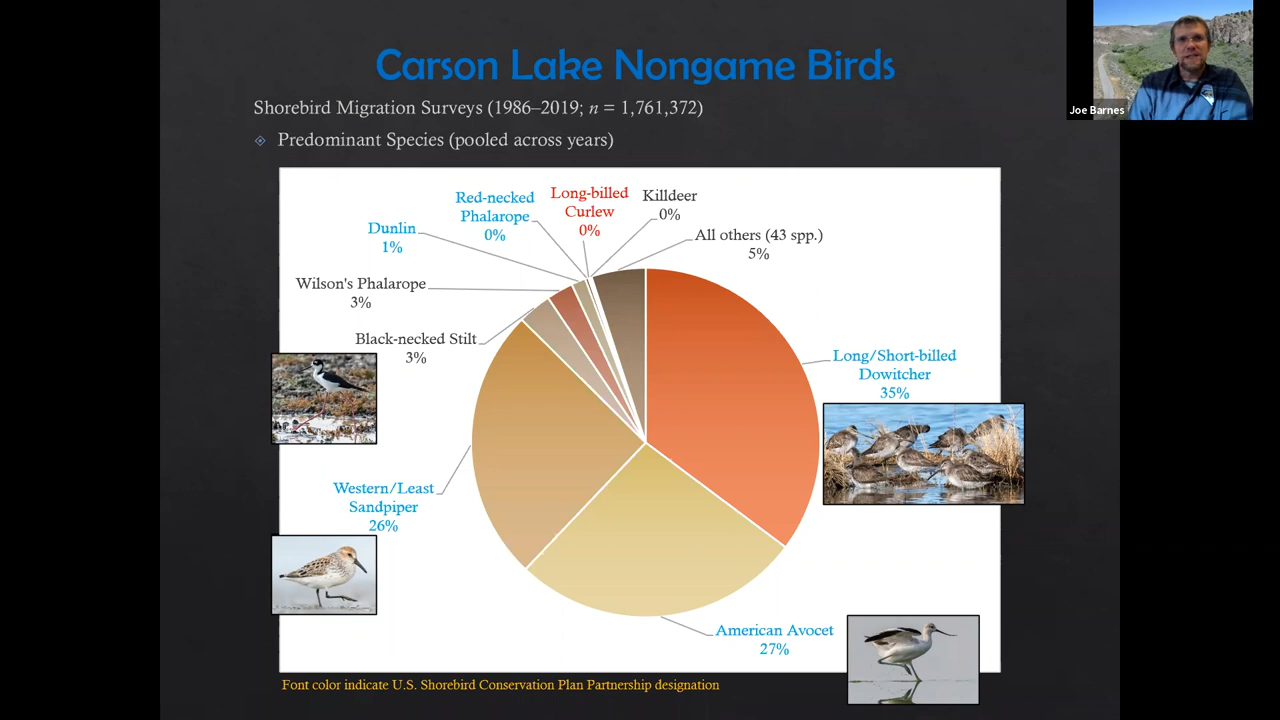 Carson Lake Nongame Birds
Joe Barnes
Shorebird Migration Surveys (1986–2019; n = 1,761,372)
Predominant Species (pooled across years)
Red-necked
Phalarope
0%
Long-billed
Curlew
0%
Killdeer
0%
Dunlin
1%
All others (43 spp.)
5%
Wilson's Phalarope
3%
Black-necked Stilt
3%
Long/Short-billed
Dowitcher
35%
Western/Least
Sandpiper
26%
American Avocet
27%
Font color indicate U.S. Shorebird Conservation Plan Partnership designation